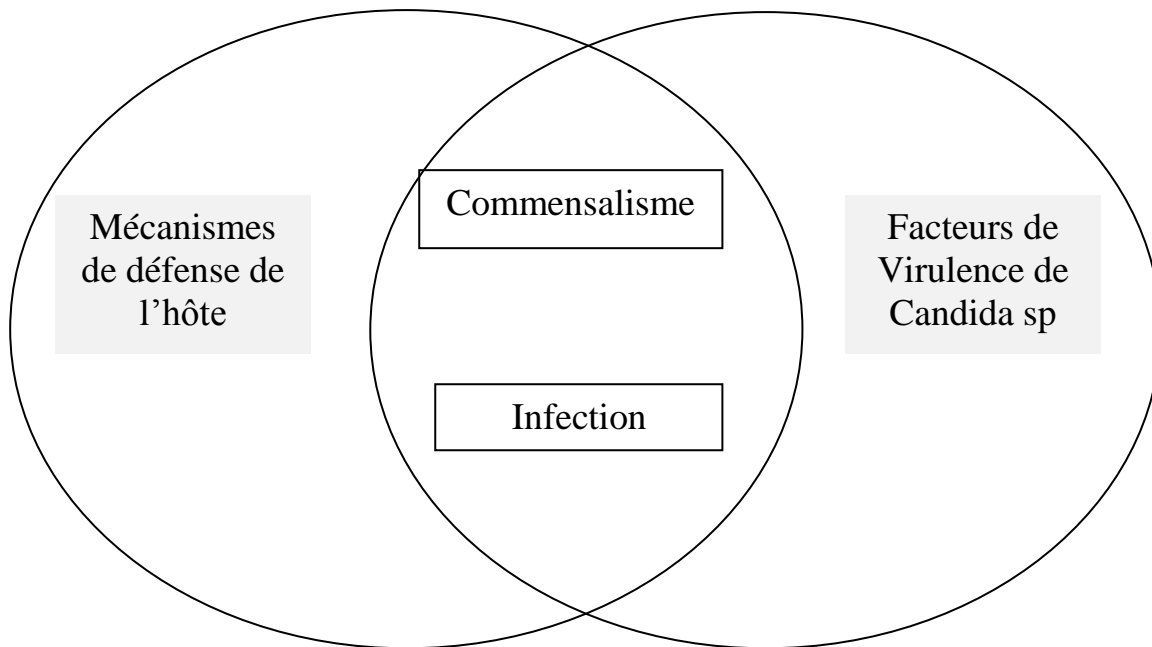 Mécanismes
de défense de
l’hôte
Commensalisme
Infection
Facteurs de
Virulence de
Candida sp